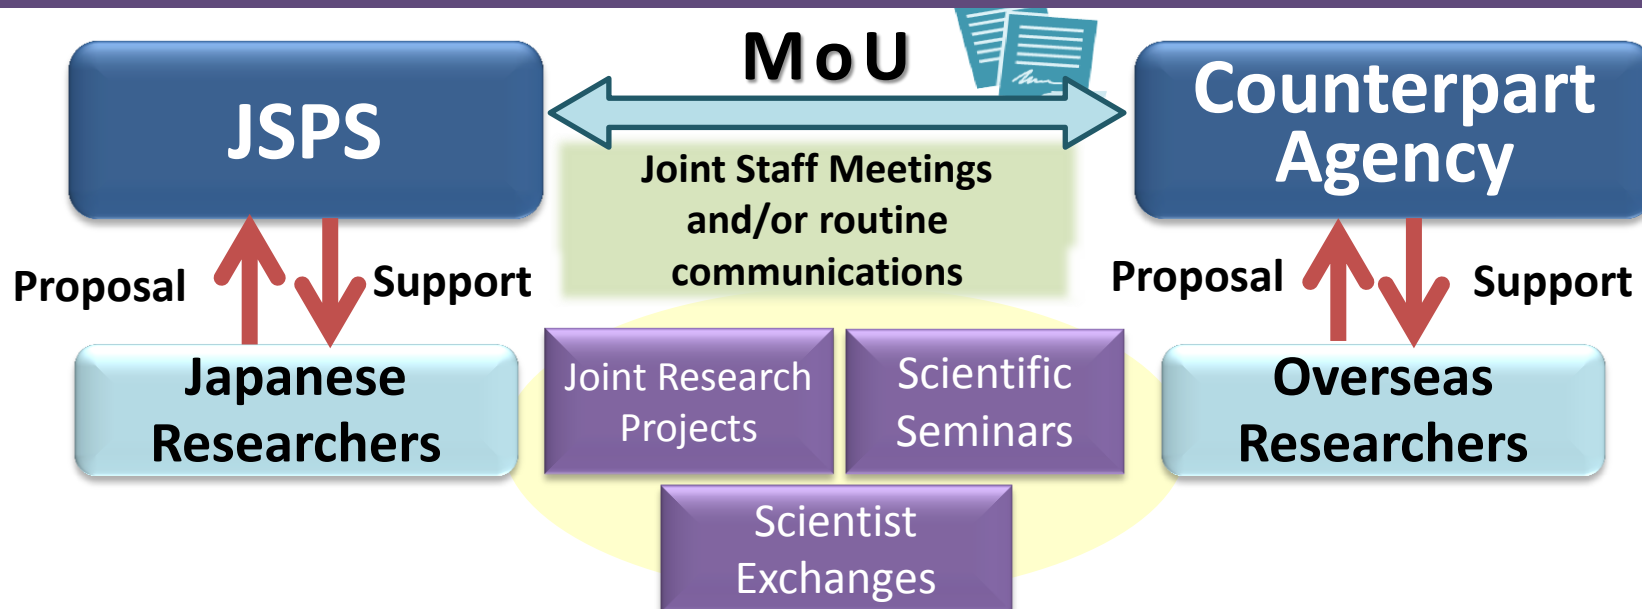 MoU
JSPS
Counterpart
Agency
Joint Staff Meetings
and/or routine
communications
Proposal
Support
Proposal
Support
Japanese
Researchers
Joint Research
Projects
Scientific
Seminars
Overseas
Researchers
Scientist
Exchanges